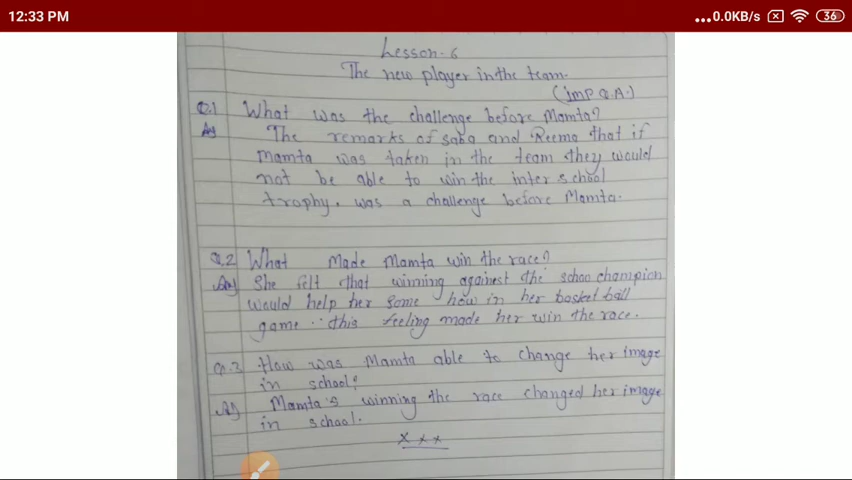 12:33 PM
...0.0KB/s 36
Lesson-6
The new player in the team.
(imp Q.A.)
Q.1 What was the challenge before Mamta?
Ans The remarks of Saba and Reema that if
Mamta was taken in the team they would
not be able to win the inter school
trophy. was a challenge before Mamta.
Q.2 What Made Mamta win the race?
Ans She felt that winning against the schoo champion
would help her some how in her basket ball
game. this feeling made her win the race.
Q.3 How was Mamta able to change her image
in school?
Ans Mamta's winning the race changed her image
in school.
x x x